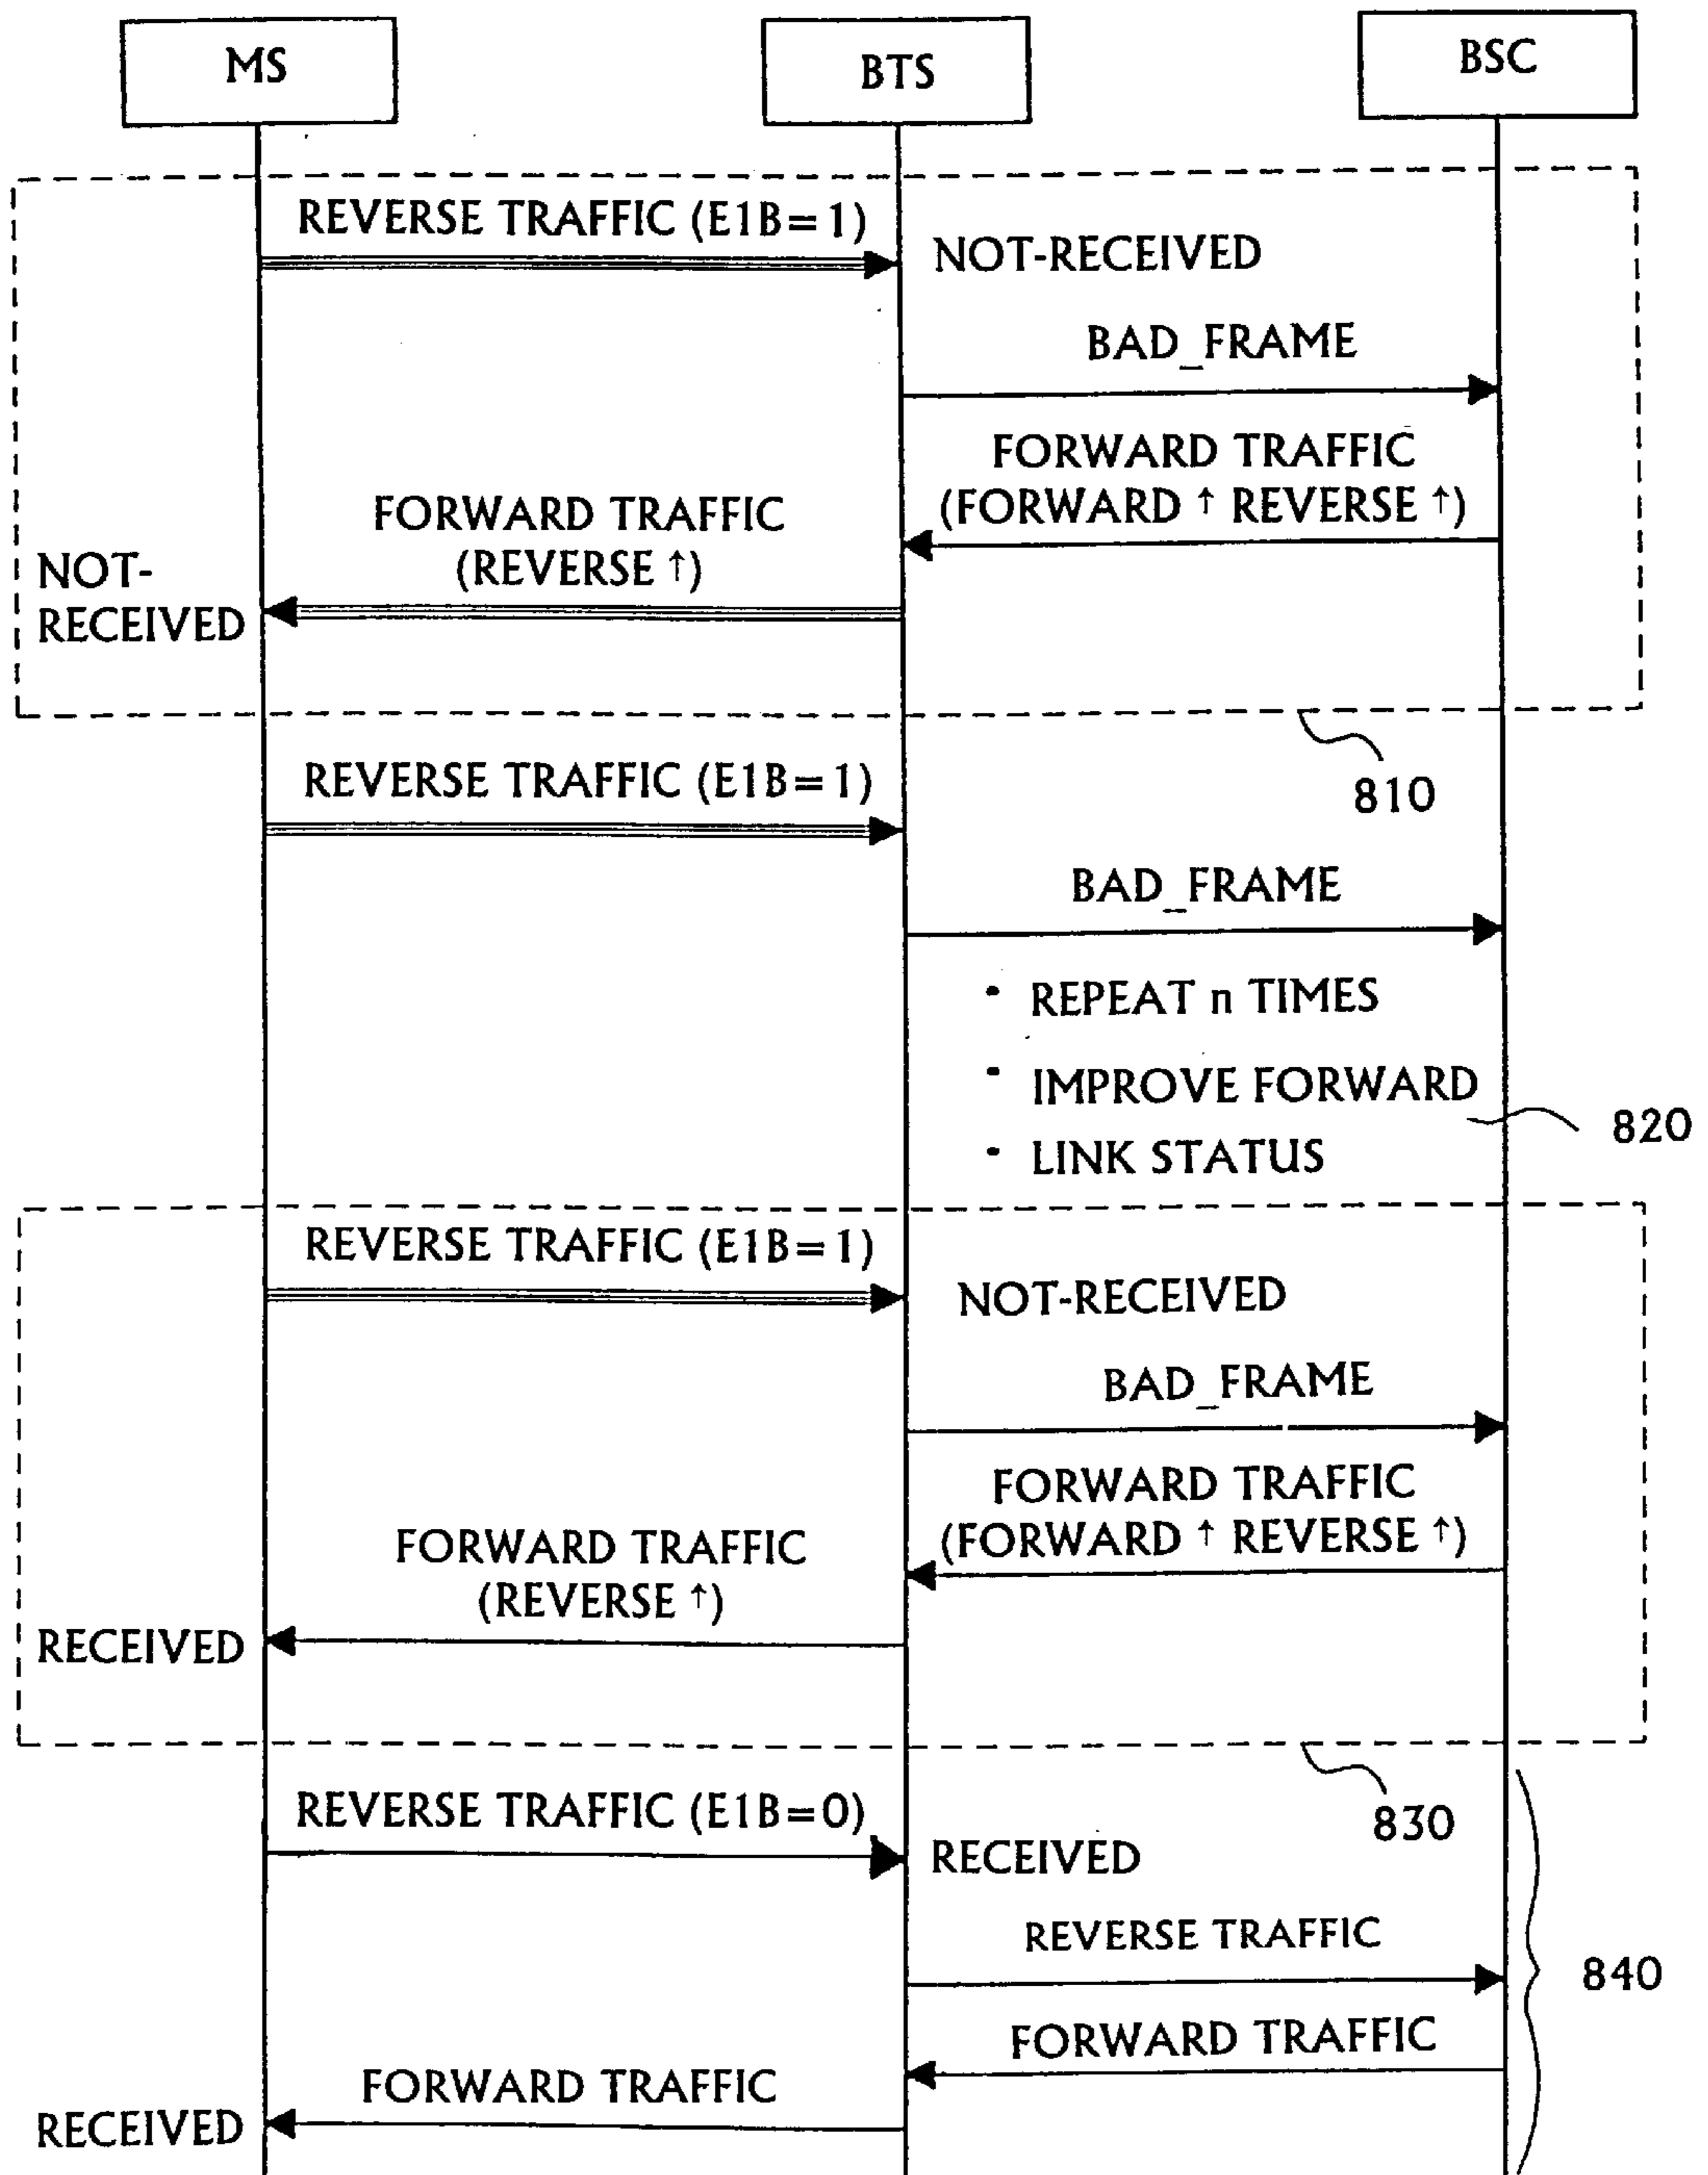 MS
BTS
BSC
REVERSE TRAFFIC (E1B=1)
NOT-RECEIVED
BAD_FRAME
FORWARD TRAFFIC
(FORWARD ↑ REVERSE ↑)
FORWARD TRAFFIC
(REVERSE ↑)
NOT-
RECEIVED
810
REVERSE TRAFFIC (E1B=1)
BAD_FRAME
· REPEAT n TIMES
· IMPROVE FORWARD
· LINK STATUS
820
REVERSE TRAFFIC (E1B=1)
NOT-RECEIVED
BAD_FRAME
FORWARD TRAFFIC
(FORWARD ↑ REVERSE ↑)
FORWARD TRAFFIC
(REVERSE ↑)
RECEIVED
830
REVERSE TRAFFIC (E1B=0)
RECEIVED
REVERSE TRAFFIC
840
FORWARD TRAFFIC
FORWARD TRAFFIC
RECEIVED